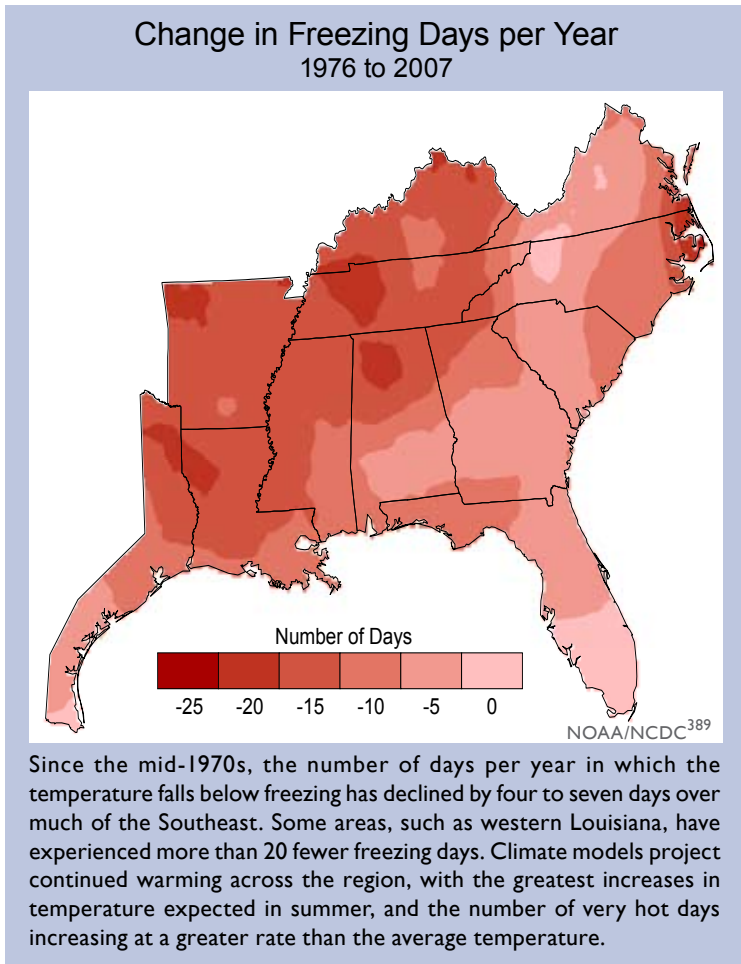 Change in Freezing Days per Year
1976 to 2007
Number of Days
-25 -20 -15 -10 -5 0
NOAA/NCDC389
Since the mid-1970s, the number of days per year in which the
temperature falls below freezing has declined by four to seven days over
much of the Southeast. Some areas, such as western Louisiana, have
experienced more than 20 fewer freezing days. Climate models project
continued warming across the region, with the greatest increases in
temperature expected in summer, and the number of very hot days
increasing at a greater rate than the average temperature.